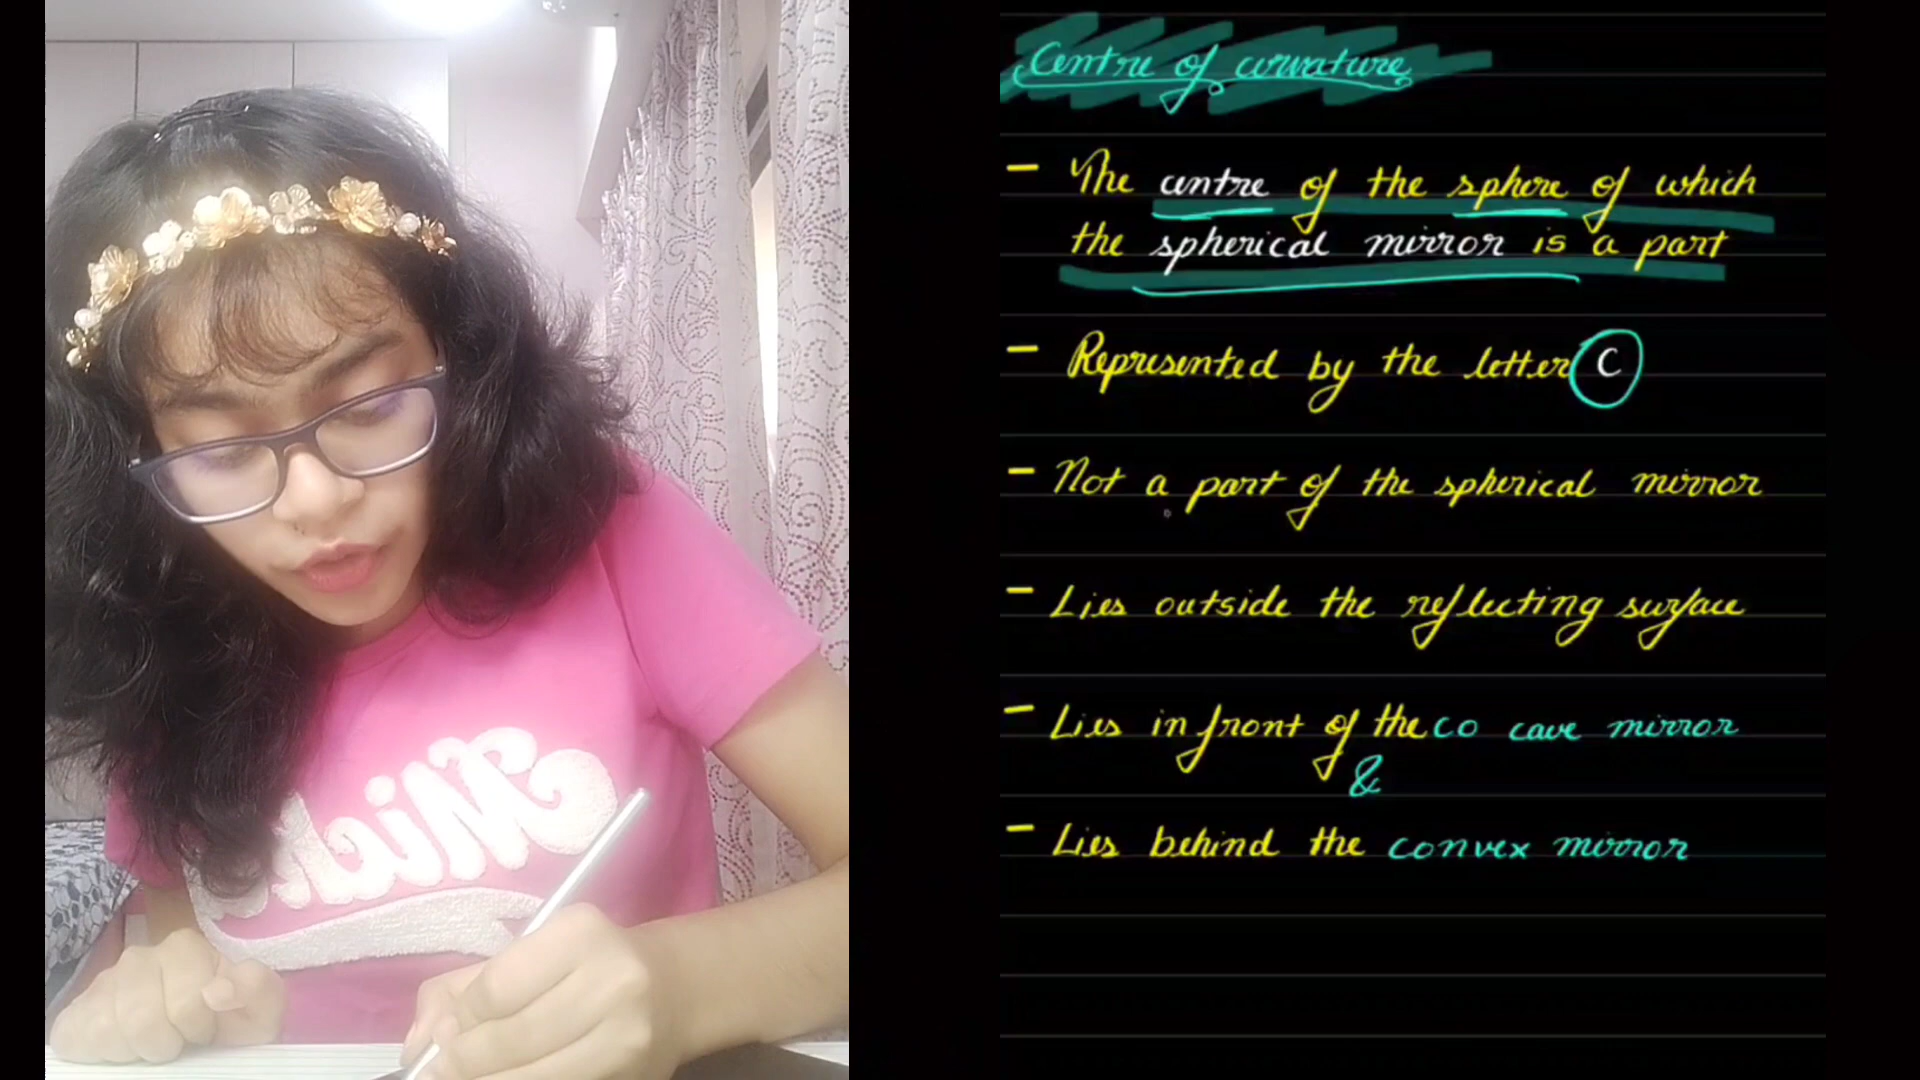 Centre of curvature
- The centre of the sphere of which
the spherical mirror is a part
- Represented by the letter C
- Not a part of the spherical mirror
- Lies outside the reflecting surface
- Lies in front of the co cave mirror
&
- Lies behind the convex mirror